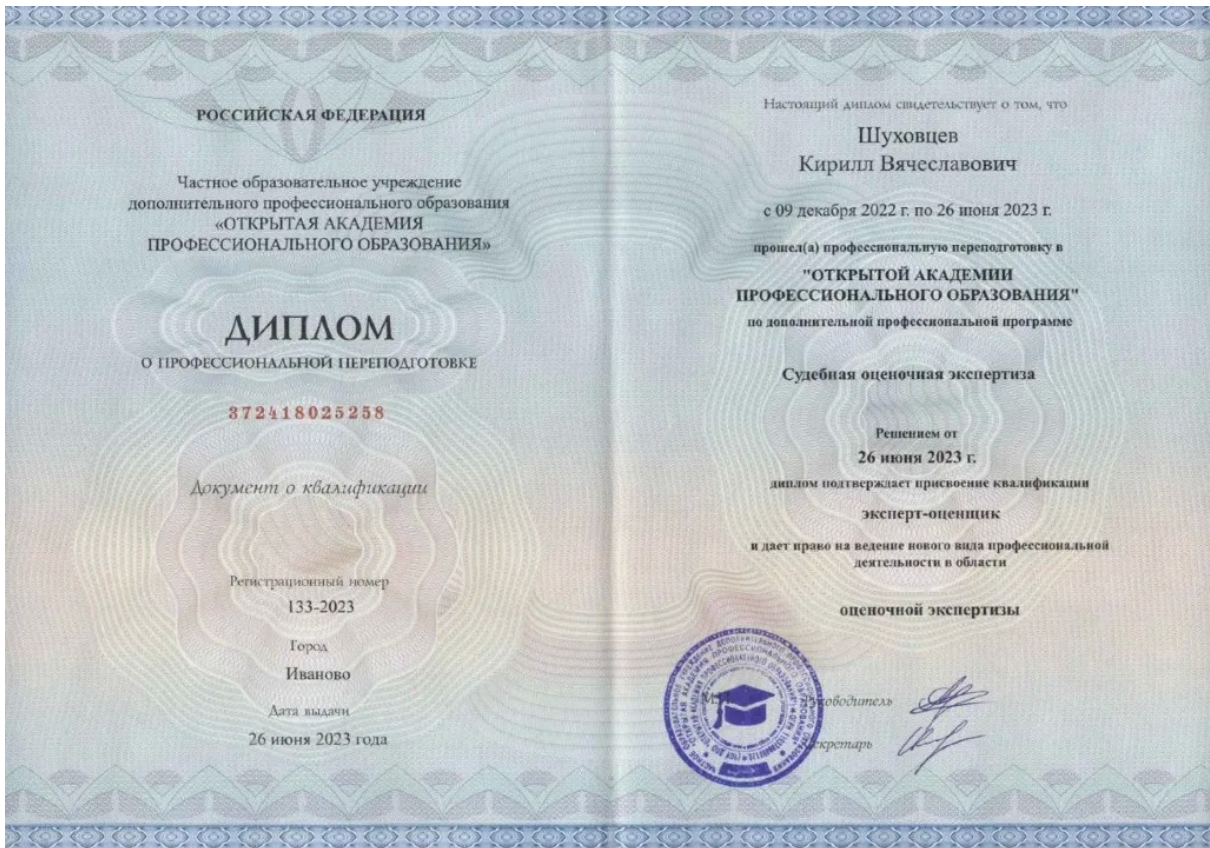 РОССИЙСКАЯ ФЕДЕРАЦИЯ
Частное образовательное учреждение
дополнительного профессионального образования
«ОТКРЫТАЯ АКАДЕМИЯ
ПРОФЕССИОНАЛЬНОГО ОБРАЗОВАНИЯ»
ДИПЛОМ
О ПРОФЕССИОНАЛЬНОЙ ПЕРЕПОДГОТОВКЕ
372418025258
Документ о квалификации
Регистрационный номер
133-2023
Город
Иваново
Дата выдачи
26 июня 2023 года
Настоящий диплом свидетельствует о том, что
Шуховцев
Кирилл Вячеславович
с 09 декабря 2022 г. по 26 июня 2023 г.
прошел(а) профессиональную переподготовку в
"ОТКРЫТОЙ АКАДЕМИИ
ПРОФЕССИОНАЛЬНОГО ОБРАЗОВАНИЯ"
по дополнительной профессиональной программе
Судебная оценочная экспертиза
Решением от
26 июня 2023 г.
диплом подтверждает присвоение квалификации
эксперт-оценщик
и дает право на ведение нового вида профессиональной
деятельности в области
оценочной экспертизы
Руководитель
секретарь